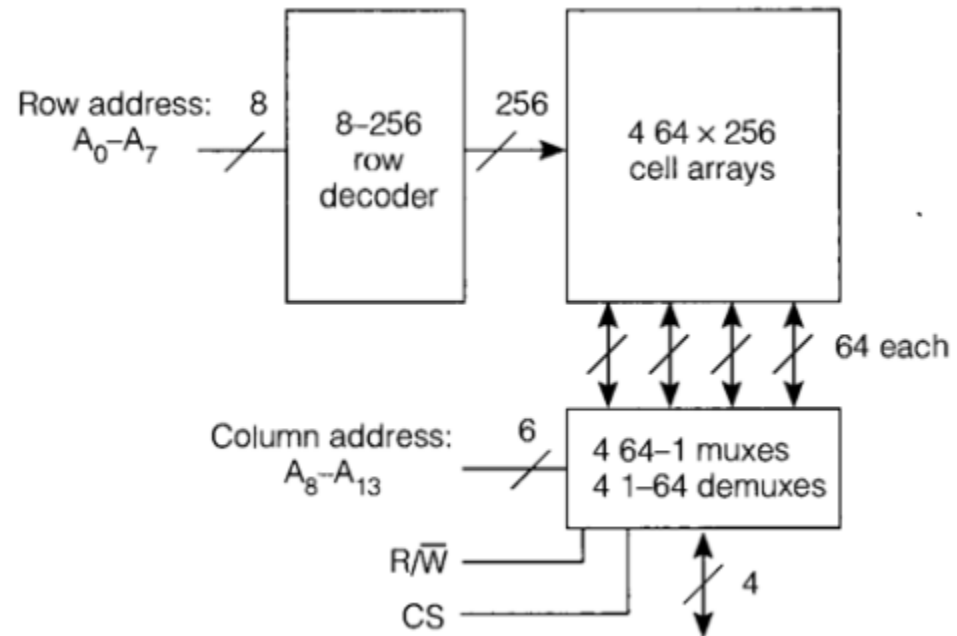 Row address:
A₀–A₇
8
8–256
row
decoder
256
4 64 × 256
cell arrays
64 each
Column address:
A₈–A₁₃
6
4 64–1 muxes
4 1–64 demuxes
R/W̅
CS
4